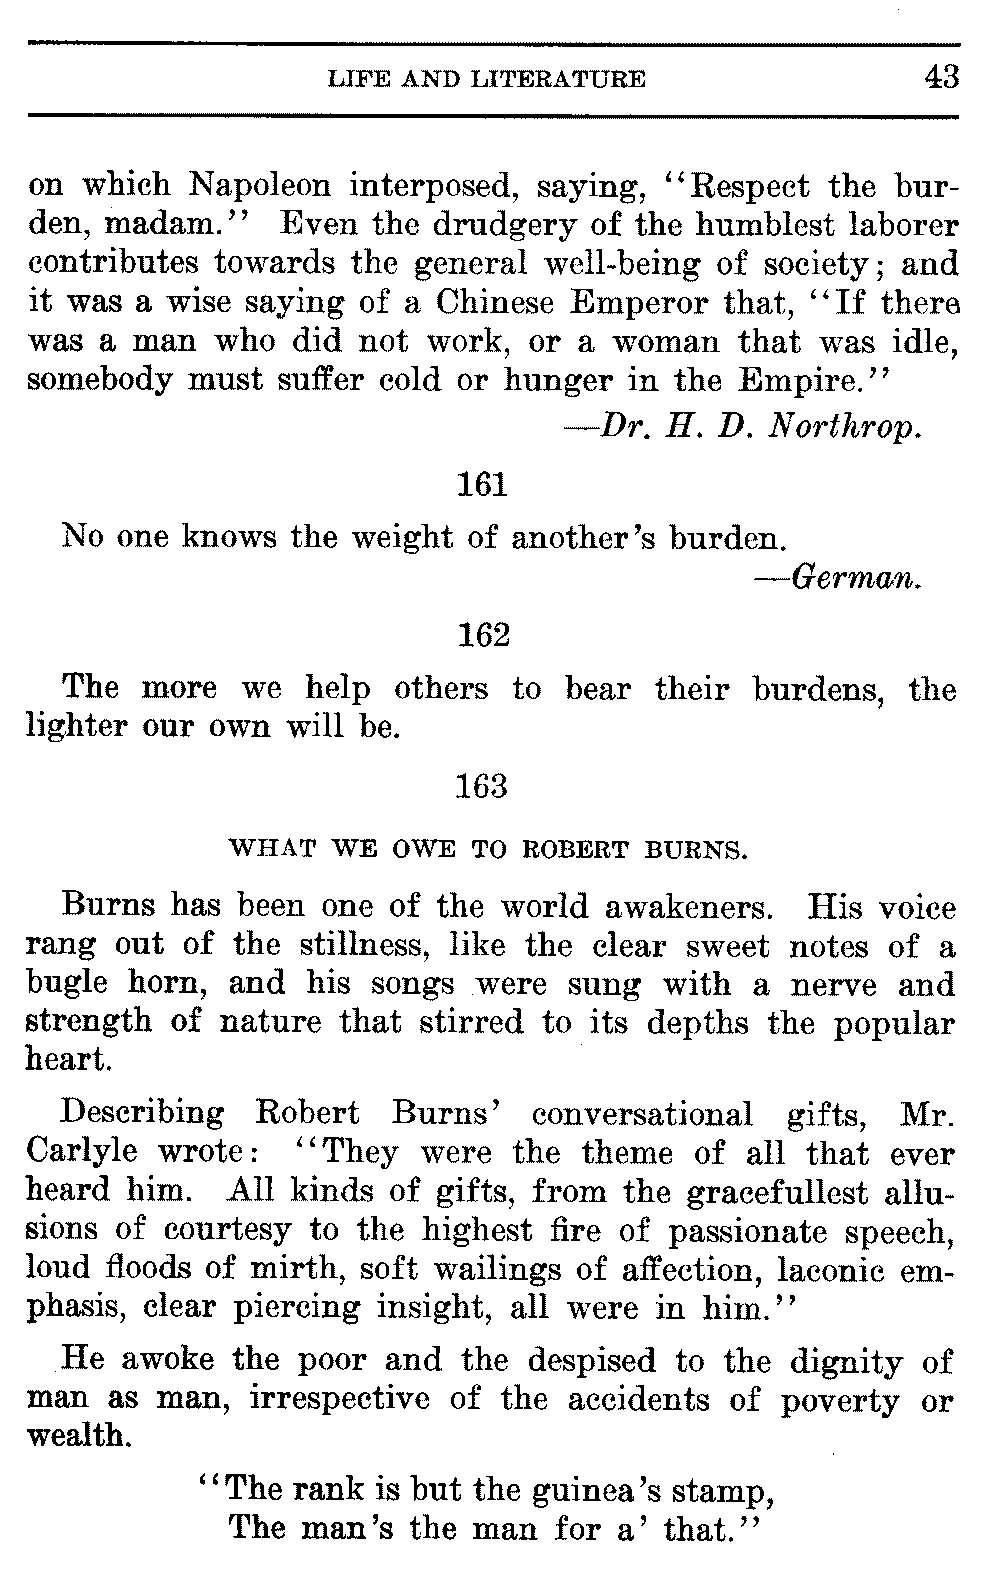 LIFE AND LITERATURE 43
on which Napoleon interposed, saying, "Respect the bur-
den, madam." Even the drudgery of the humblest laborer
contributes towards the general well-being of society; and
it was a wise saying of a Chinese Emperor that, "If there
was a man who did not work, or a woman that was idle,
somebody must suffer cold or hunger in the Empire."
—Dr. H. D. Northrop.
161
No one knows the weight of another's burden.
—German.
162
The more we help others to bear their burdens, the
lighter our own will be.
163
WHAT WE OWE TO ROBERT BURNS.
Burns has been one of the world awakeners. His voice
rang out of the stillness, like the clear sweet notes of a
bugle horn, and his songs were sung with a nerve and
strength of nature that stirred to its depths the popular
heart.
Describing Robert Burns' conversational gifts, Mr.
Carlyle wrote: "They were the theme of all that ever
heard him. All kinds of gifts, from the gracefullest allu-
sions of courtesy to the highest fire of passionate speech,
loud floods of mirth, soft wailings of affection, laconic em-
phasis, clear piercing insight, all were in him."
He awoke the poor and the despised to the dignity of
man as man, irrespective of the accidents of poverty or
wealth.
"The rank is but the guinea's stamp,
The man's the man for a' that."